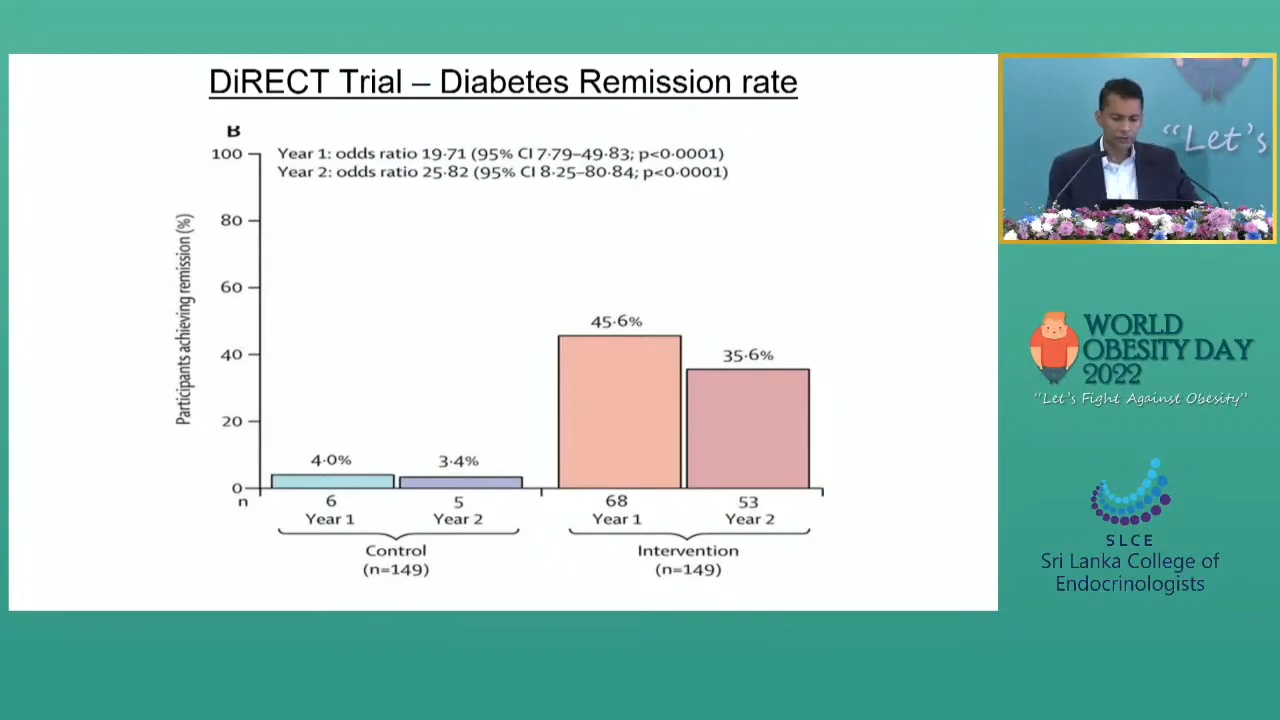 DiRECT Trial – Diabetes Remission rate
B
Year 1: odds ratio 19·71 (95% CI 7·79–49·83; p<0·0001)
Year 2: odds ratio 25·82 (95% CI 8·25–80·84; p<0·0001)
Participants achieving remission (%)
100
80
60
40
20
0
45·6%
35·6%
4·0%
3·4%
n 6 5 68 53
Year 1 Year 2 Year 1 Year 2
Control Intervention
(n=149) (n=149)
“Let’s
WORLD
OBESITY DAY
2022
“Let’s Fight Against Obesity”
SLCE
Sri Lanka College of
Endocrinologists